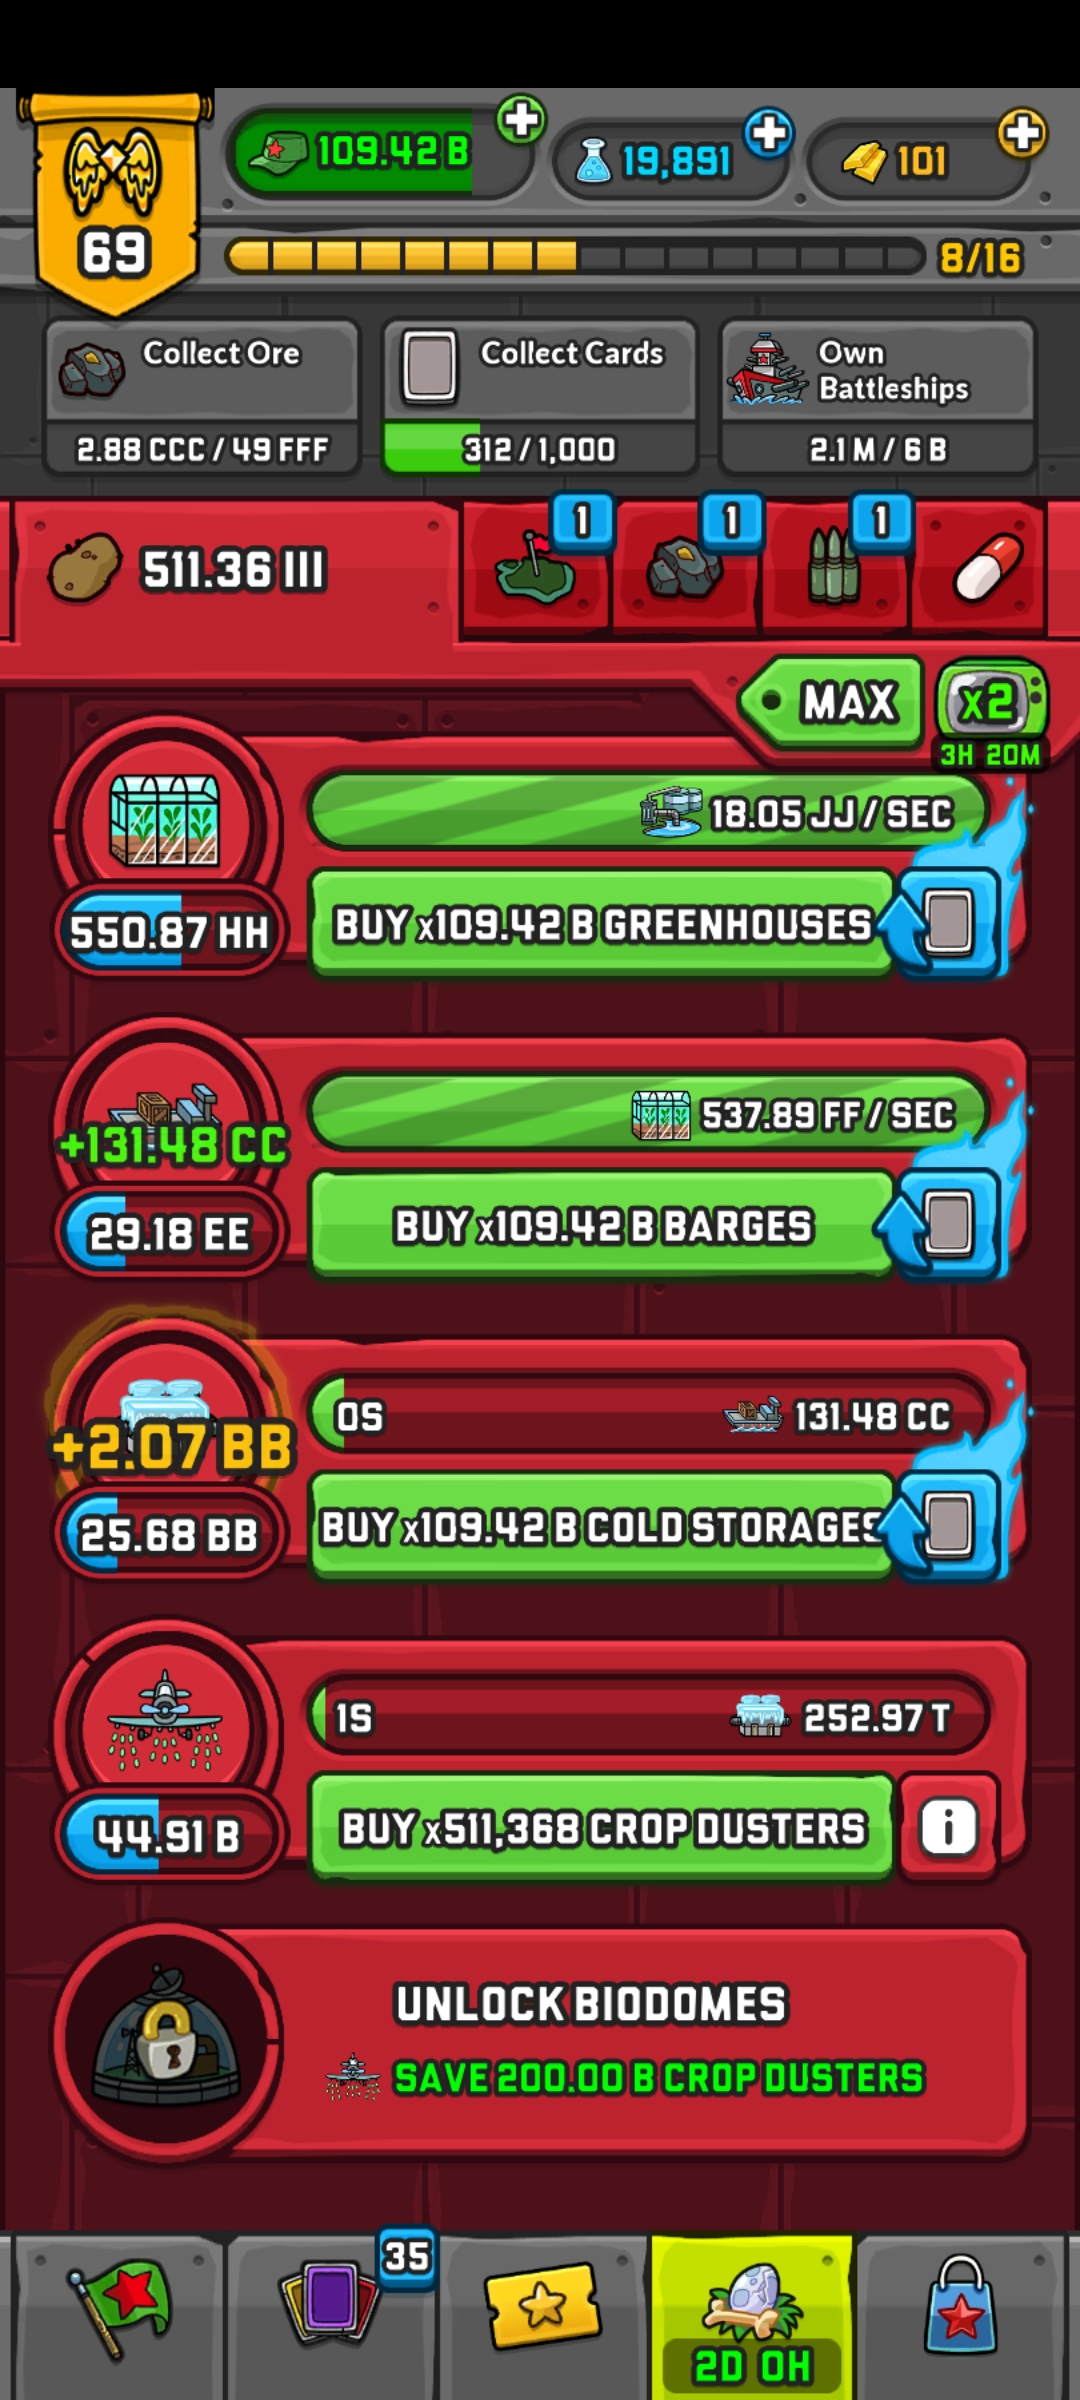 109.42 B
19,891
101
69
8/16
Collect Ore
2.88 CCC / 49 FFF
Collect Cards
312 / 1,000
Own
Battleships
2.1 M / 6 B
511.36 III
1
1
1
MAX
x2
3H 20M
18.05 JJ / SEC
550.87 HH
BUY x109.42 B GREENHOUSES
+131.48 CC
537.89 FF / SEC
29.18 EE
BUY x109.42 B BARGES
+2.07 BB
0S
131.48 CC
25.68 BB
BUY x109.42 B COLD STORAGES
1S
252.97 T
44.91 B
BUY x511,368 CROP DUSTERS
i
UNLOCK BIODOMES
SAVE 200.00 B CROP DUSTERS
35
2D 0H